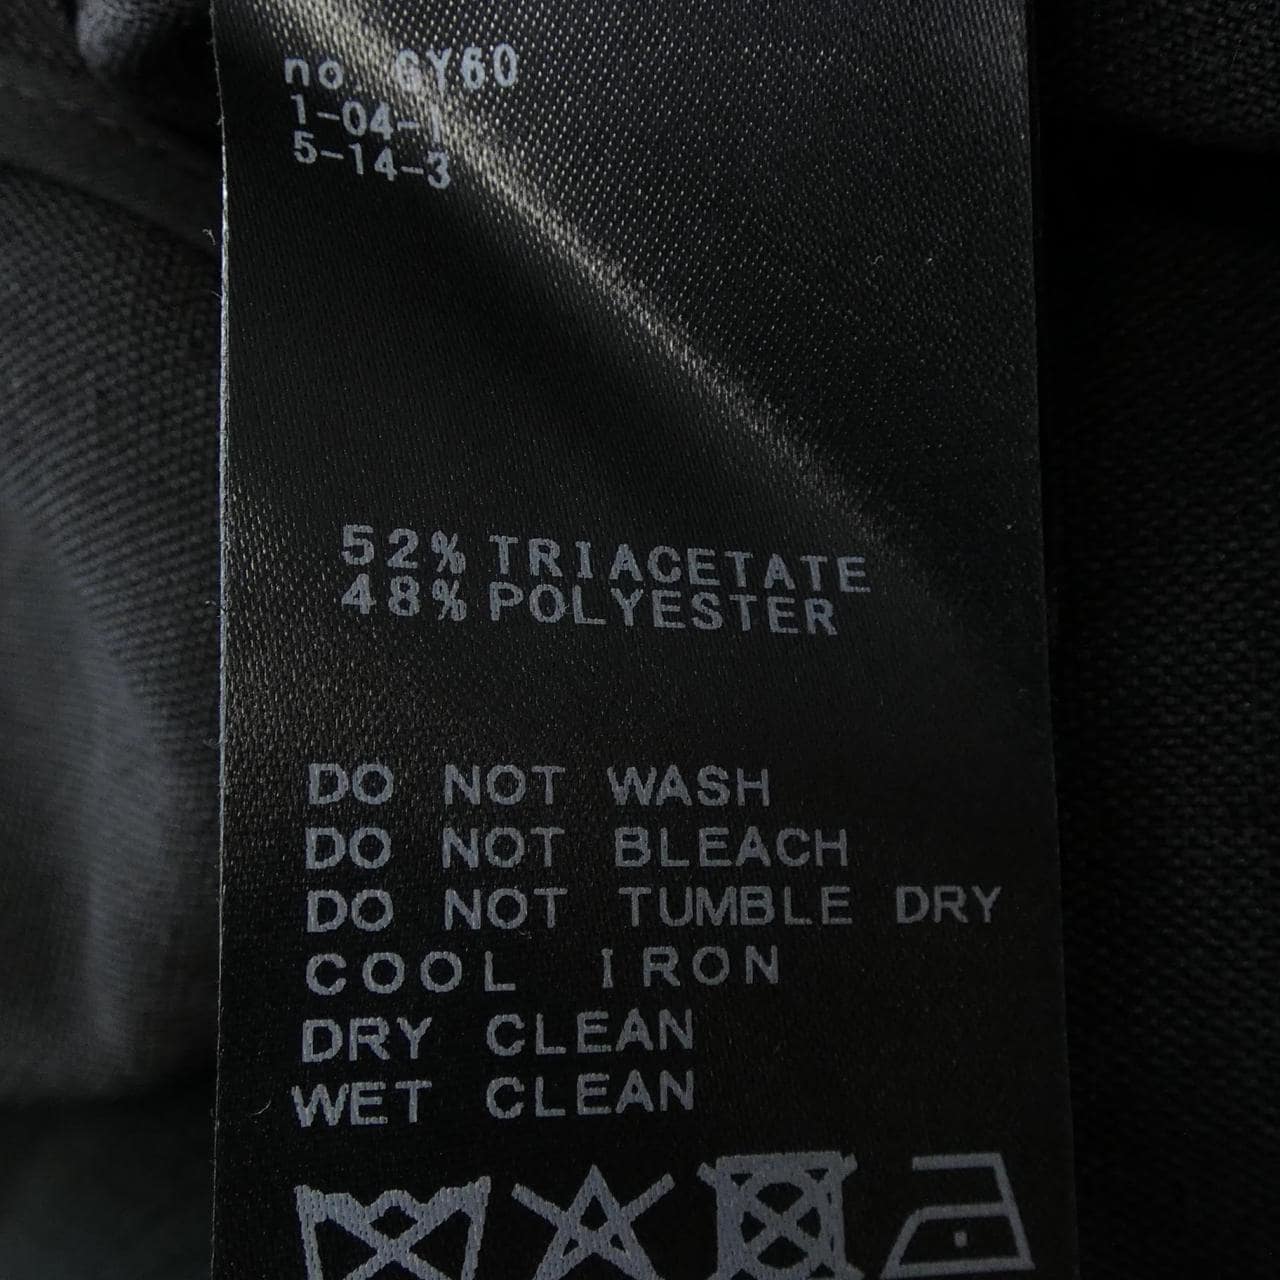 no. GY60
1-04-1
5-14-3
52% TRIACETATE
48% POLYESTER
DO NOT WASH
DO NOT BLEACH
DO NOT TUMBLE DRY
COOL IRON
DRY CLEAN
WET CLEAN